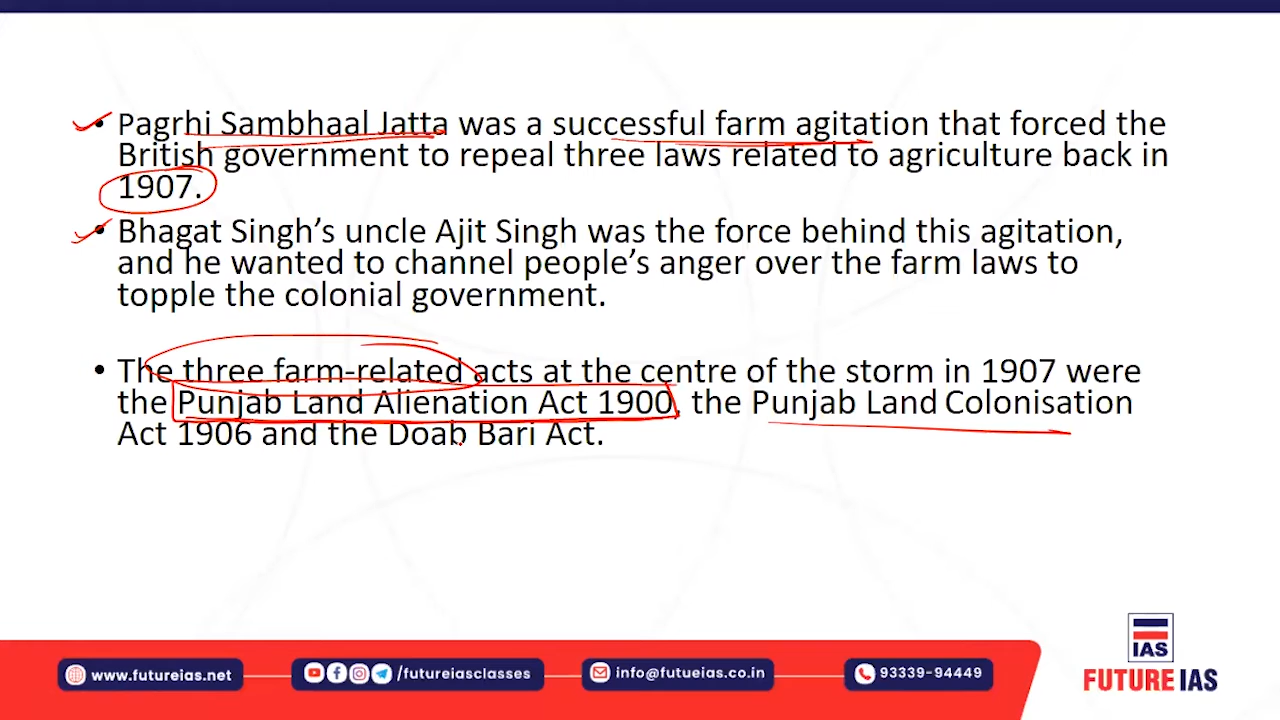 • Pagrhi Sambhaal Jatta was a successful farm agitation that forced the
British government to repeal three laws related to agriculture back in
1907.
• Bhagat Singh’s uncle Ajit Singh was the force behind this agitation,
and he wanted to channel people’s anger over the farm laws to
topple the colonial government.
• The three farm-related acts at the centre of the storm in 1907 were
the Punjab Land Alienation Act 1900, the Punjab Land Colonisation
Act 1906 and the Doab Bari Act.
IAS
www.futureias.net
/futureiasclasses
info@futueias.co.in
93339-94449
FUTURE IAS